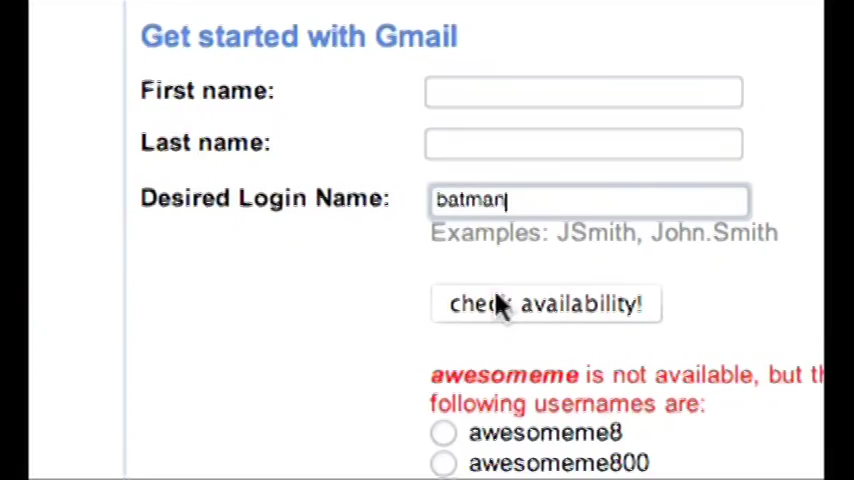 Get started with Gmail
First name:
Last name:
Desired Login Name: batman
Examples: JSmith, John.Smith
check availability!
awesomeme is not available, but th
following usernames are:
awesomeme8
awesomeme800